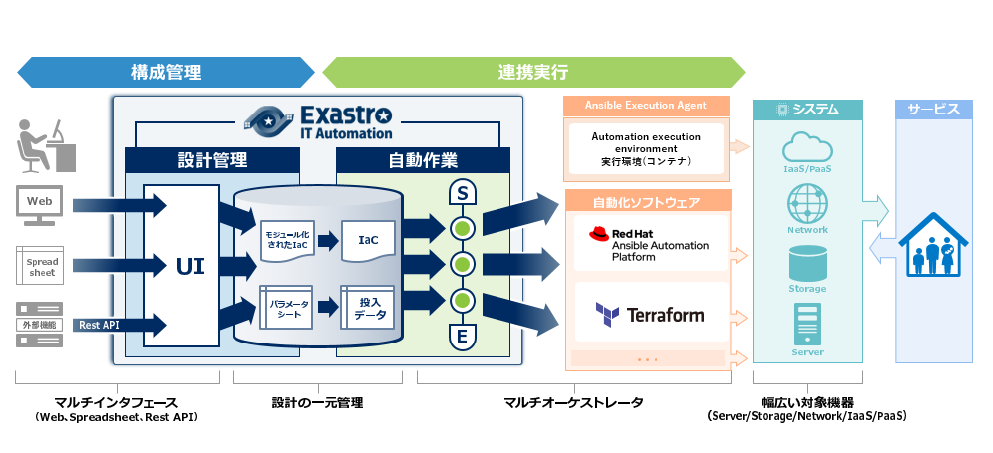 構成管理
連携実行
Exastro
IT Automation
設計管理
自動作業
Web
Spread
sheet
外部機能
Rest API
UI
モジュール化
されたIaC
IaC
パラメータ
シート
投入
データ
S
E
Ansible Execution Agent
Automation execution
environment
実行環境(コンテナ)
自動化ソフトウェア
Red Hat
Ansible Automation
Platform
Terraform
...
システム
IaaS/PaaS
Network
Storage
Server
サービス
マルチインタフェース
(Web、Spreadsheet、Rest API)
設計の一元管理
マルチオーケストレータ
幅広い対象機器
(Server/Storage/Network/IaaS/PaaS)